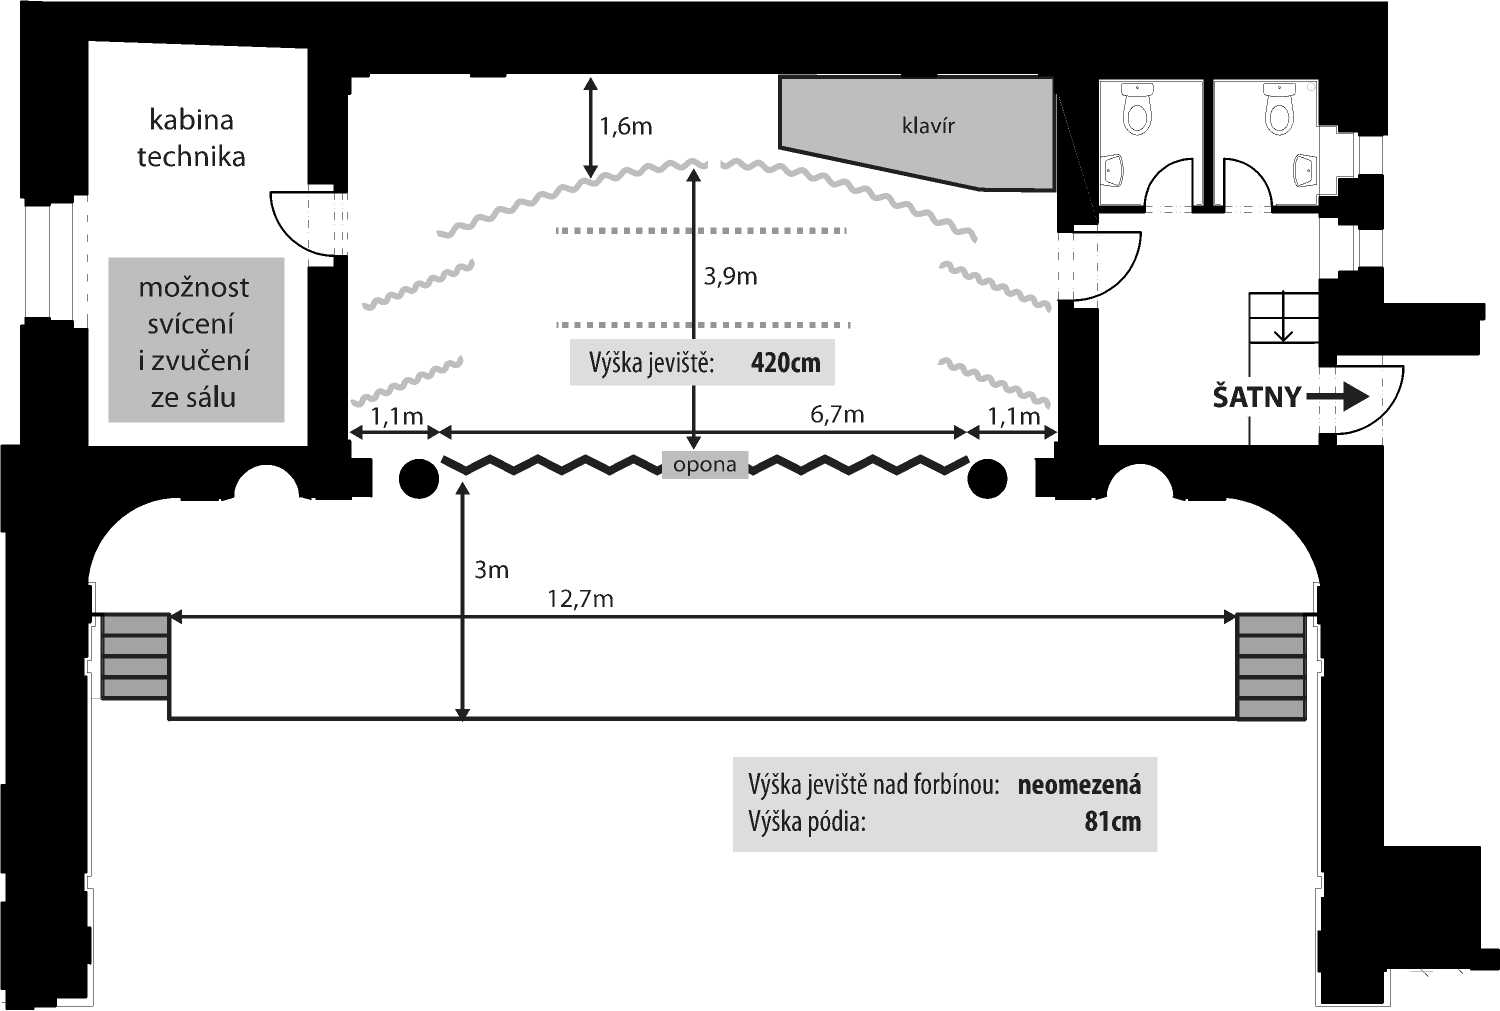 kabina
technika
1,6m
klavír
možnost
svícení
i zvučení
ze sálu
3,9m
Výška jeviště: 420cm
ŠATNY
1,1m
6,7m
1,1m
opona
3m
12,7m
Výška jeviště nad forbínou: neomezená
Výška pódia: 81cm